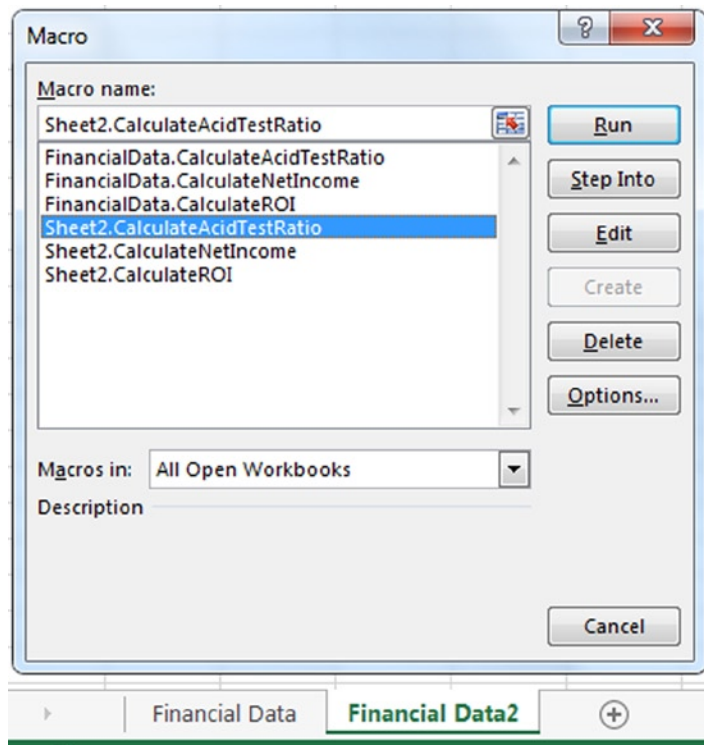 Macro
Macro name:
Sheet2.CalculateAcidTestRatio
Run
FinancialData.CalculateAcidTestRatio
FinancialData.CalculateNetIncome
FinancialData.CalculateROI
Sheet2.CalculateAcidTestRatio
Sheet2.CalculateNetIncome
Sheet2.CalculateROI
Step Into
Edit
Create
Delete
Options...
Macros in: All Open Workbooks
Description
Cancel
Financial Data Financial Data2